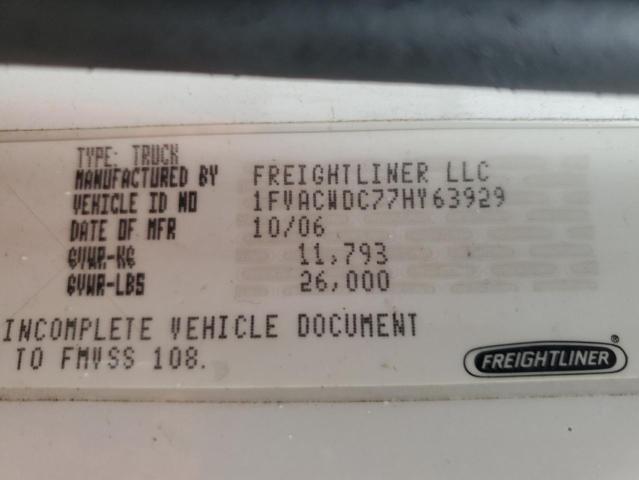 TYPE: TRUCK
MANUFACTURED BY FREIGHTLINER LLC
VEHICLE ID NO 1FVACWDC77HY63929
DATE OF MFR 10/06
GVWR-KG 11,793
GVWR-LBS 26,000
INCOMPLETE VEHICLE DOCUMENT
TO FMVSS 108.
FREIGHTLINER